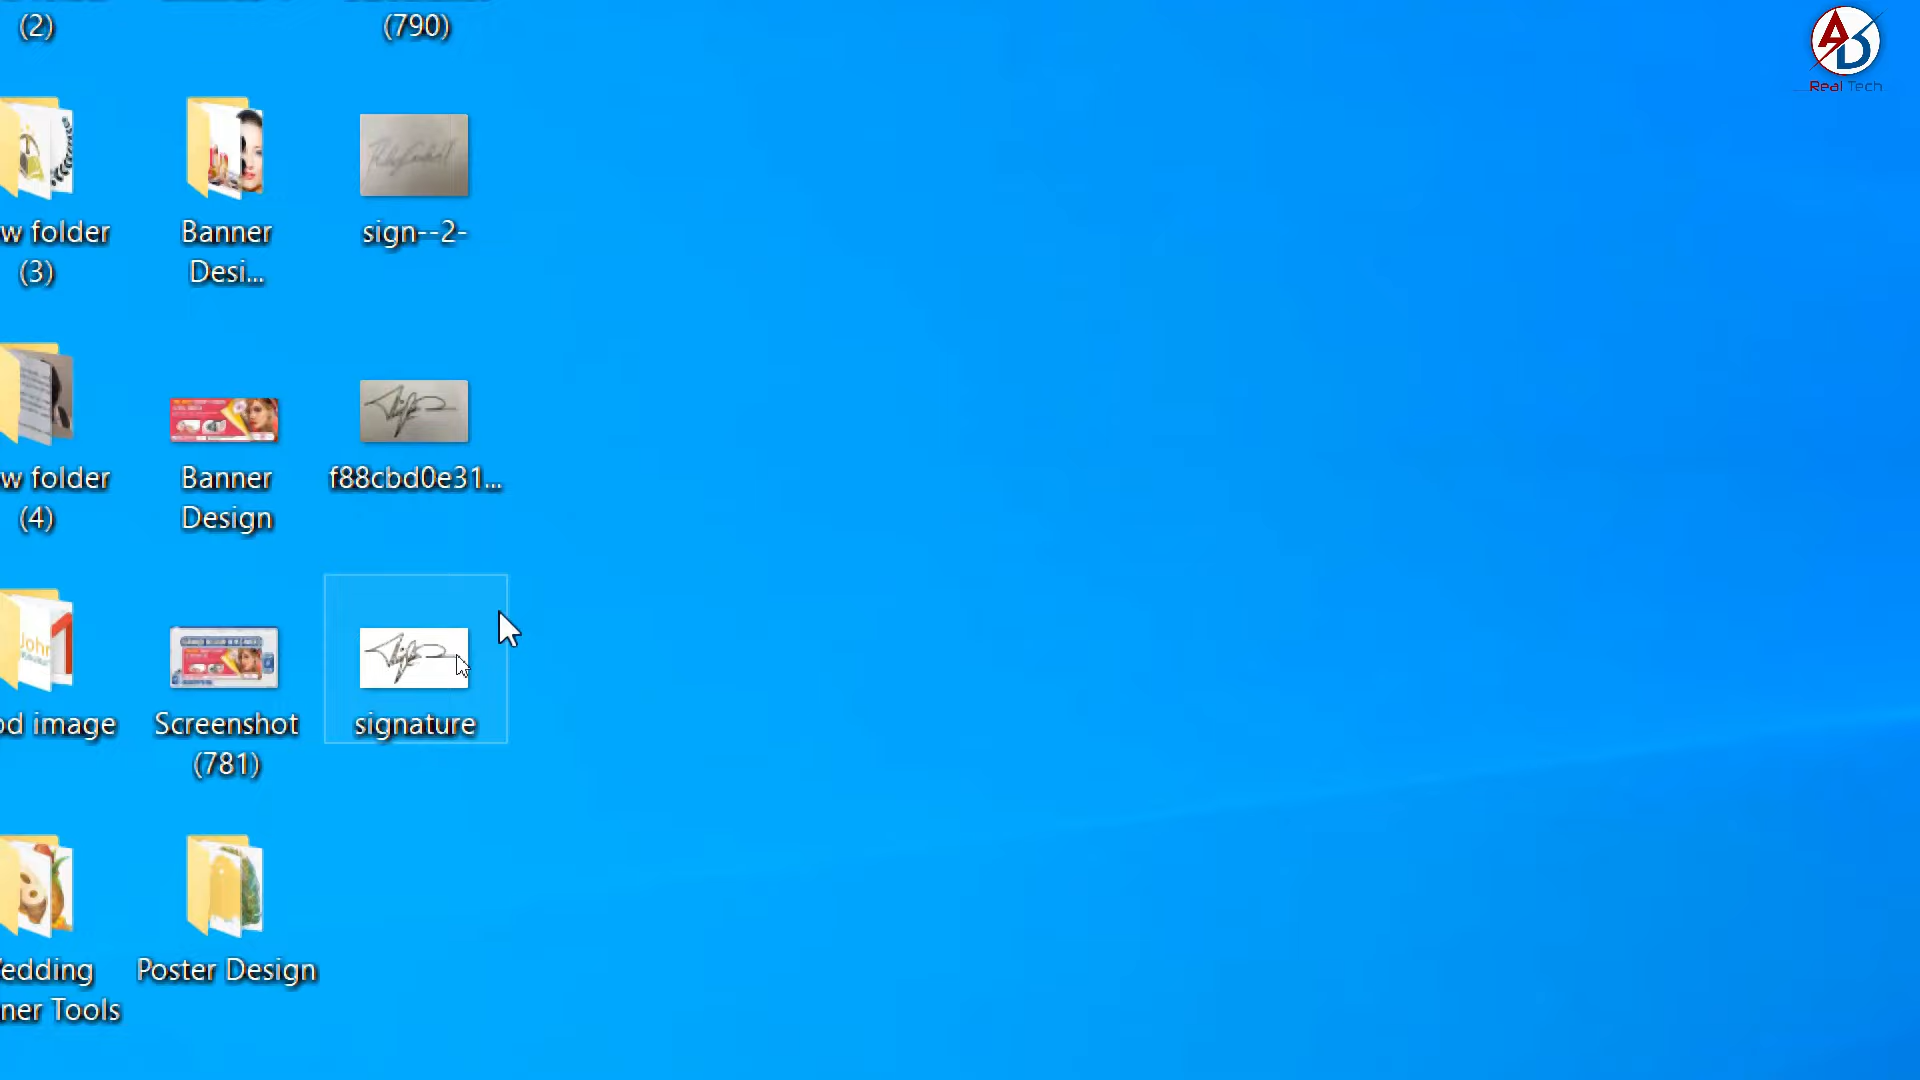 (2)
(790)
Real Tech
w folder
(3)
Banner
Desi...
sign--2-
w folder
(4)
Banner
Design
f88cbd0e31...
John
od image
Screenshot
(781)
signature
edding
ner Tools
Poster Design